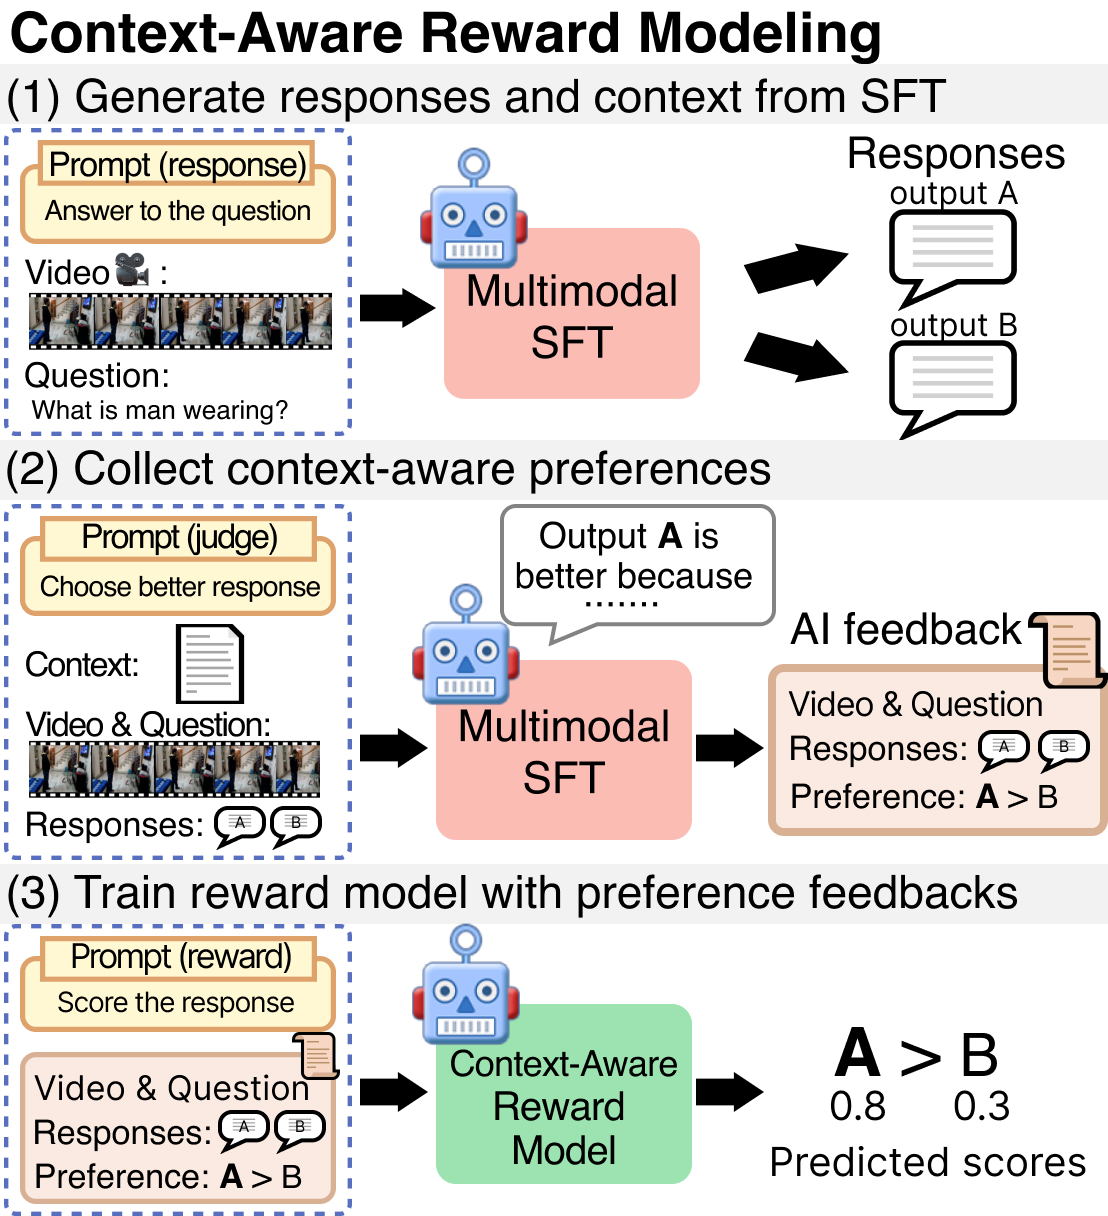 Context-Aware Reward Modeling
(1) Generate responses and context from SFT
Prompt (response)
Answer to the question
Video :
Question:
What is man wearing?
Multimodal
SFT
Responses
output A
output B
(2) Collect context-aware preferences
Prompt (judge)
Choose better response
Context:
Video & Question:
Responses: A B
Output A is
better because
.......
Multimodal
SFT
AI feedback
Video & Question
Responses: A B
Preference: A > B
(3) Train reward model with preference feedbacks
Prompt (reward)
Score the response
Video & Question
Responses: A B
Preference: A > B
Context-Aware
Reward
Model
A > B
0.8 0.3
Predicted scores